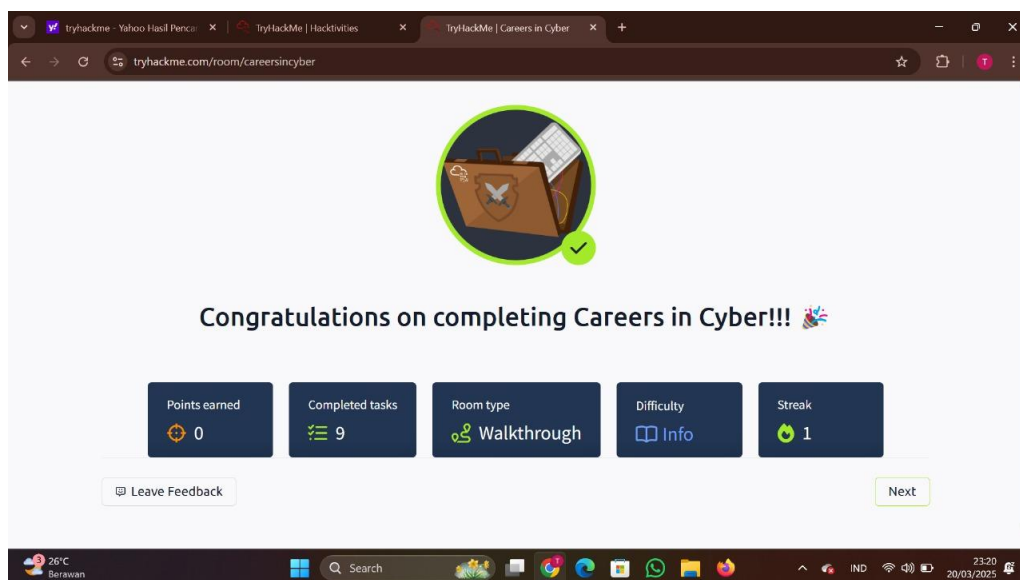 tryhackme - Yahoo Hasil Pencar
TryHackMe | Hacktivities
TryHackMe | Careers in Cyber
tryhackme.com/room/careersincyber
T
Congratulations on completing Careers in Cyber!!! 🎉
Points earned
0
Completed tasks
9
Room type
Walkthrough
Difficulty
Info
Streak
1
Leave Feedback
Next
3
26°C
Berawan
Search
IND
23:20
20/03/2025